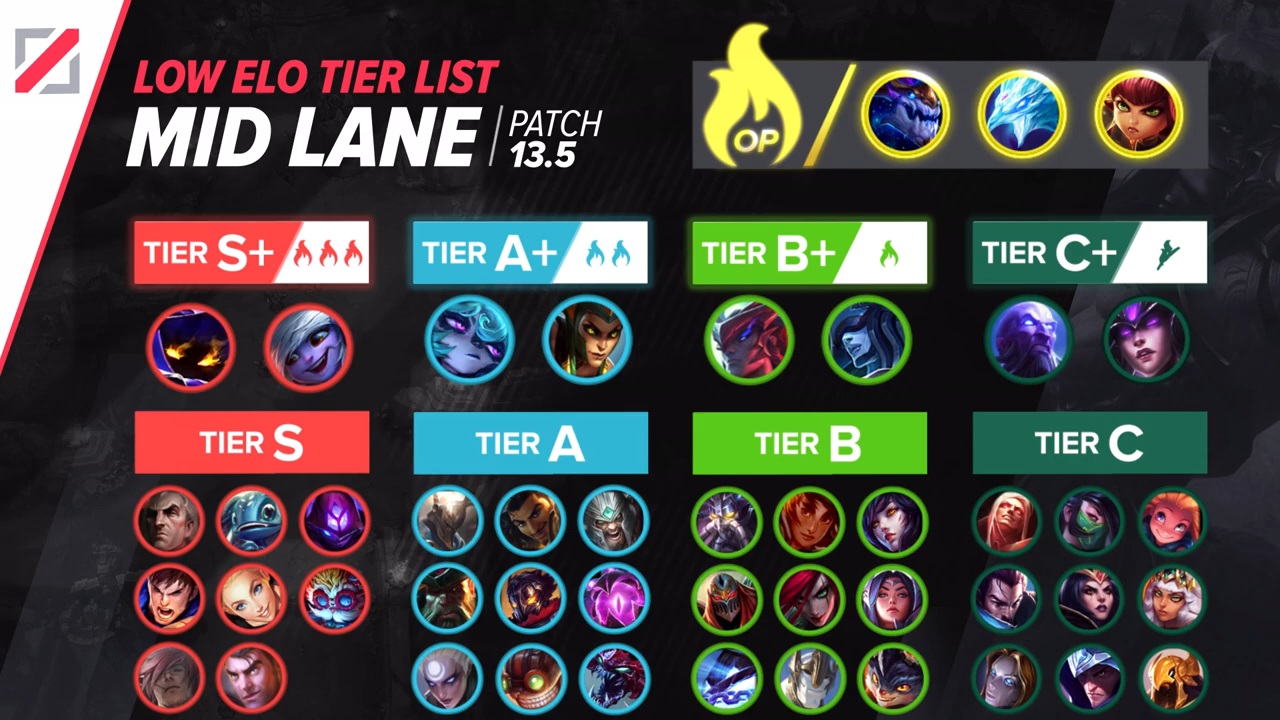 LOW ELO TIER LIST
MID LANE
PATCH
13.5
OP
TIER S+
TIER A+
TIER B+
TIER C+
TIER S
TIER A
TIER B
TIER C